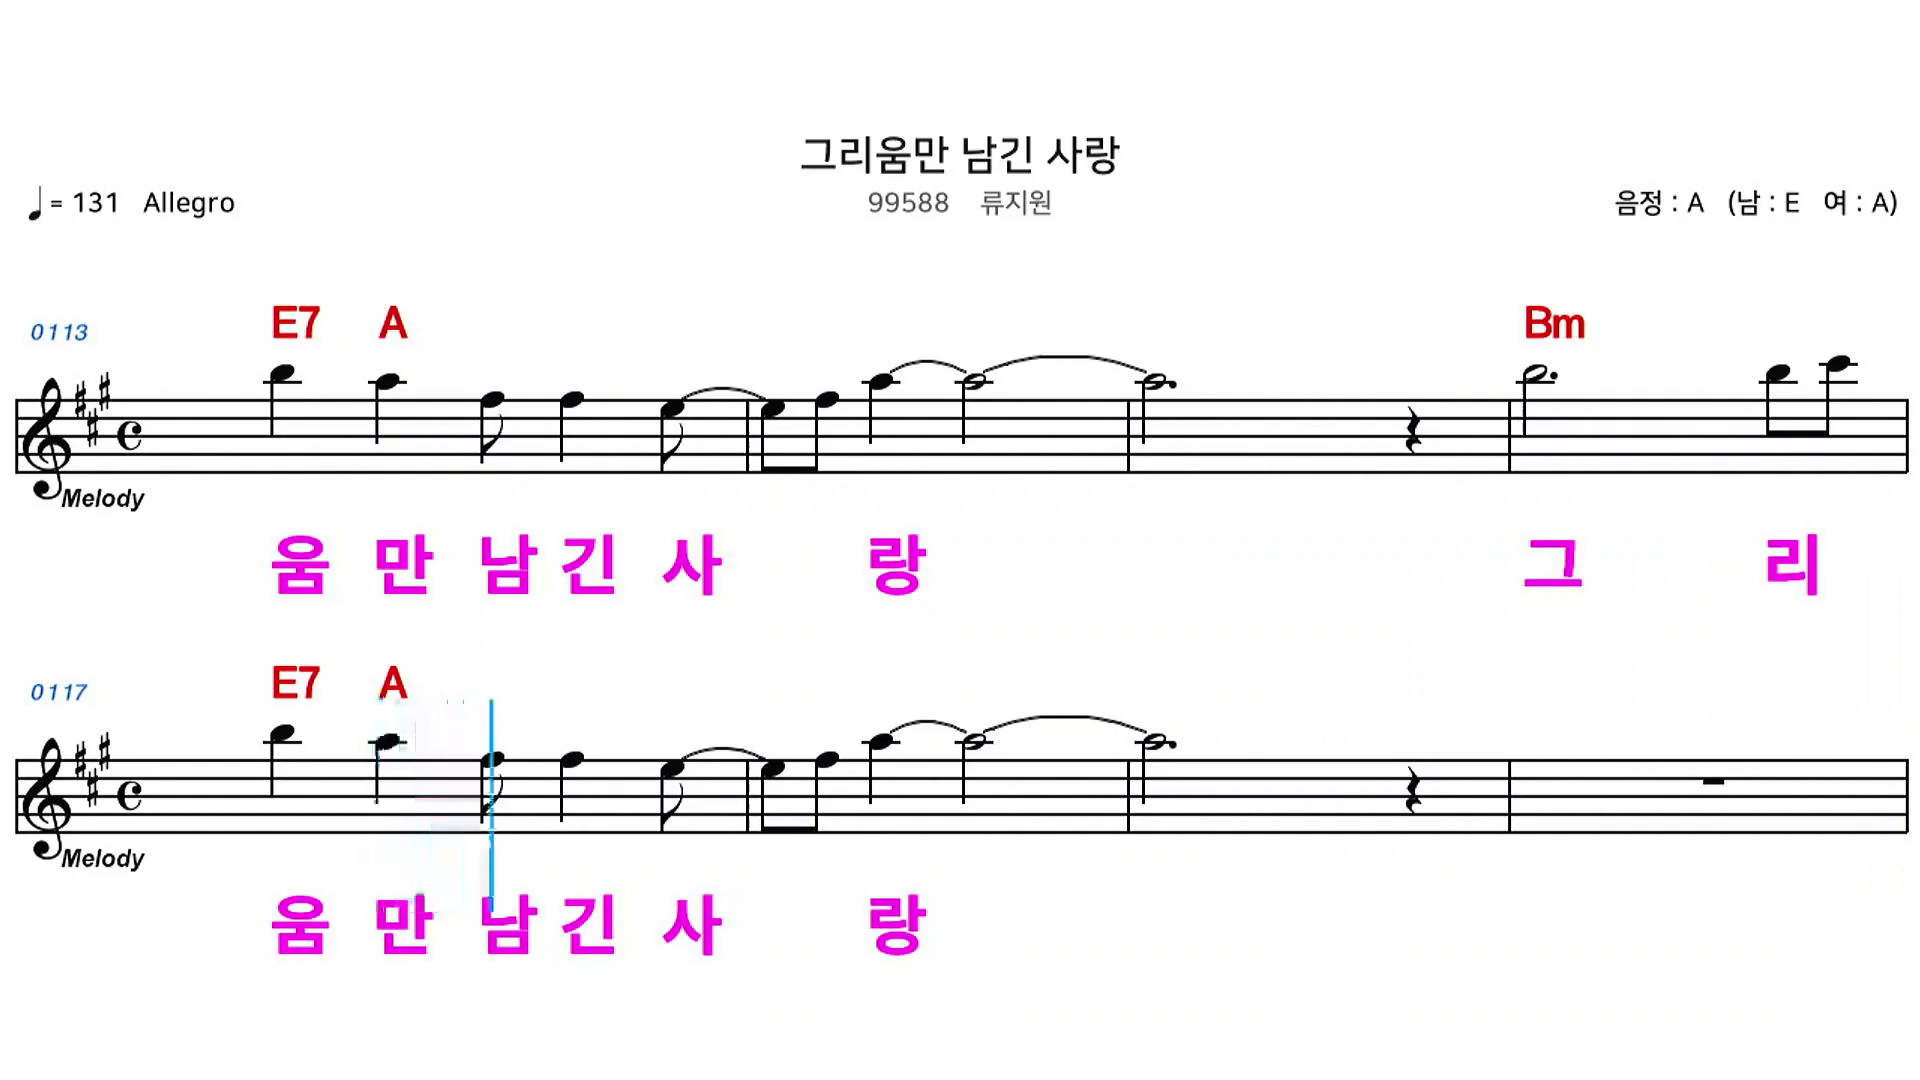 그리움만 남긴 사랑
♩ = 131 Allegro 99588 류지원 음정 : A (남 : E 여 : A)
0113 E7 A Bm
Melody
움 만 남 긴 사 랑 그 리
0117 E7 A
Melody
움 만 남 긴 사 랑